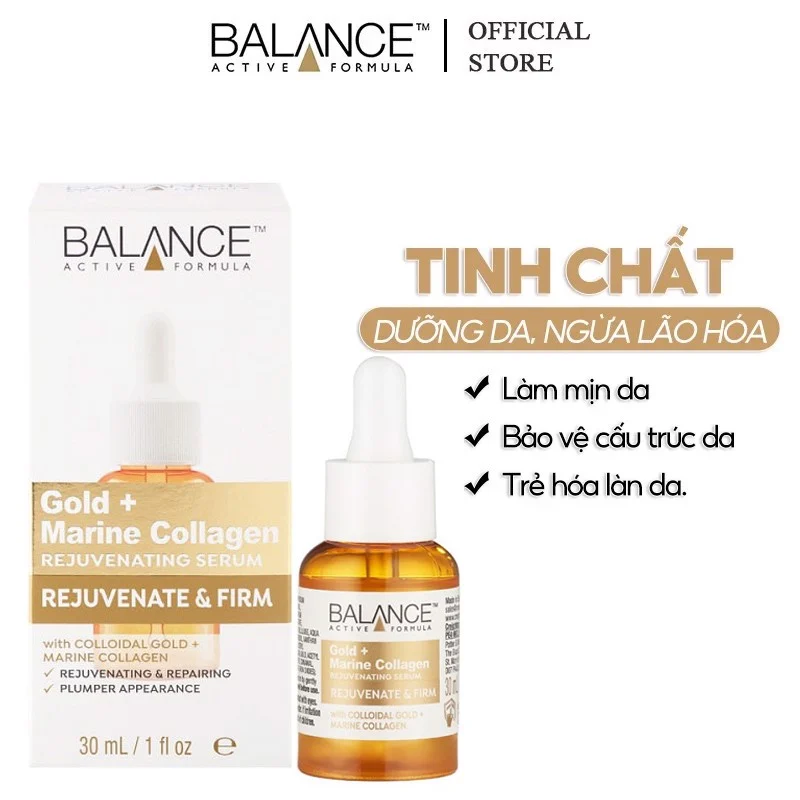 BALANCE™
ACTIVE FORMULA
OFFICIAL
STORE
BALANCE™
ACTIVE FORMULA
Gold +
Marine Collagen
REJUVENATING SERUM
REJUVENATE & FIRM
with COLLOIDAL GOLD +
MARINE COLLAGEN
✓ REJUVENATING & REPAIRING
✓ PLUMPER APPEARANCE
30 mL / 1 fl oz ℮
TINH CHẤT
DƯỠNG DA, NGỪA LÃO HÓA
✓ Làm mịn da
✓ Bảo vệ cấu trúc da
✓ Trẻ hóa làn da.
BALANCE™
ACTIVE FORMULA
Gold +
Marine Collagen
REJUVENATING SERUM
REJUVENATE & FIRM
with COLLOIDAL GOLD +
MARINE COLLAGEN